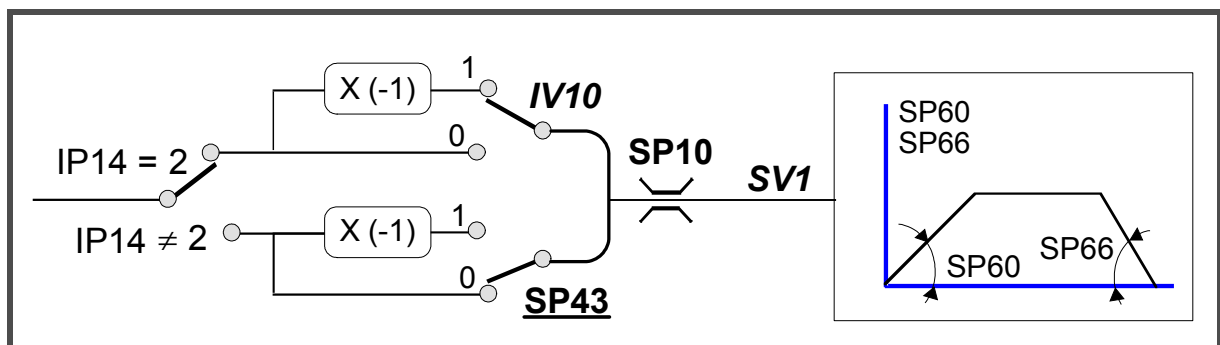 X (-1)
1
IV10
0
IP14 = 2
SP10
SV1
IP14 ≠ 2
X (-1)
1
0
SP43
SP60
SP66
SP60
SP66